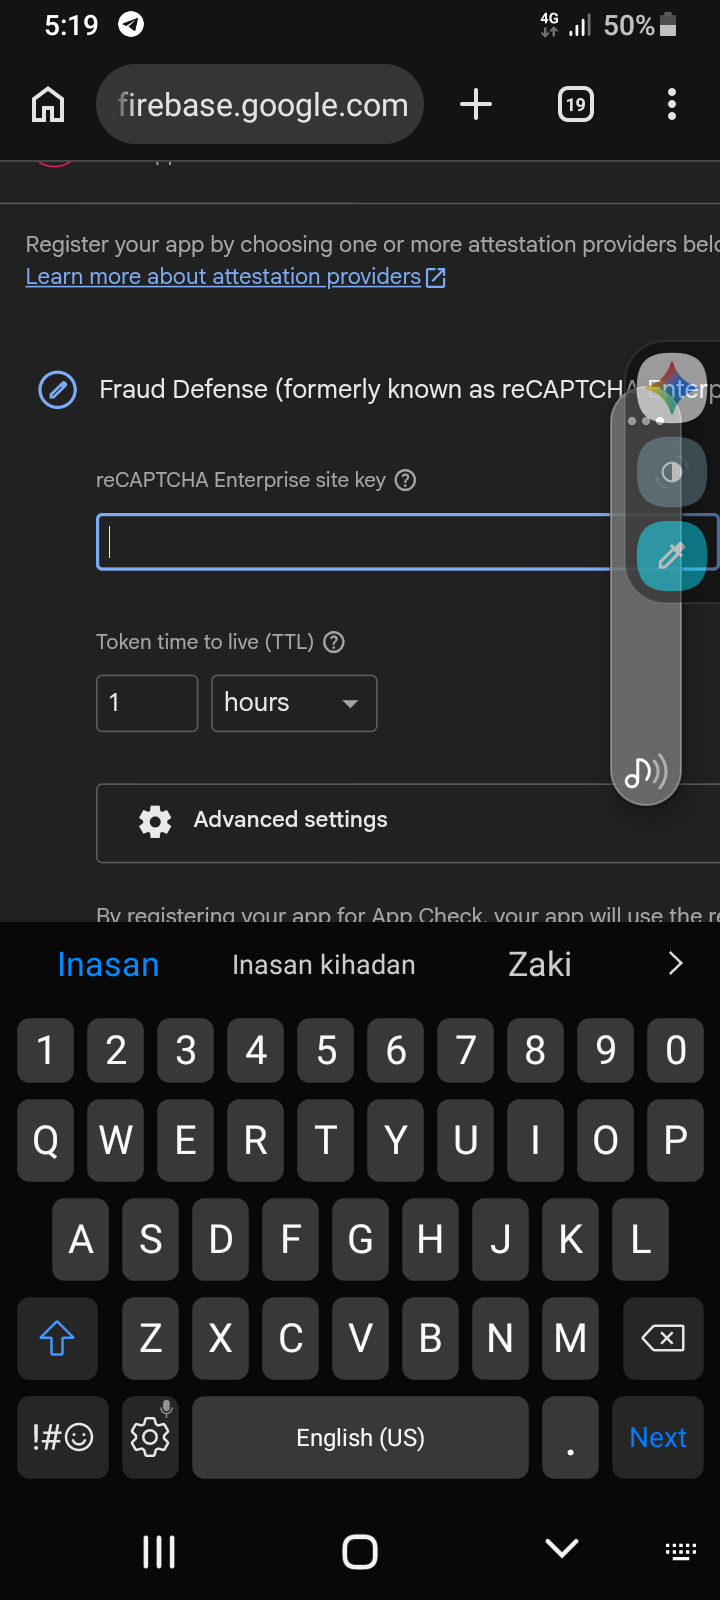 5:19
4G
50%
firebase.google.com
19
Register your app by choosing one or more attestation providers belo
Learn more about attestation providers
Fraud Defense (formerly known as reCAPTCHA Enterp
reCAPTCHA Enterprise site key
Token time to live (TTL)
1 hours
Advanced settings
By registering your app for App Check, your app will use the re
Inasan Inasan kihadan Zaki
1 2 3 4 5 6 7 8 9 0
Q W E R T Y U I O P
A S D F G H J K L
Z X C V B N M
!# English (US) . Next